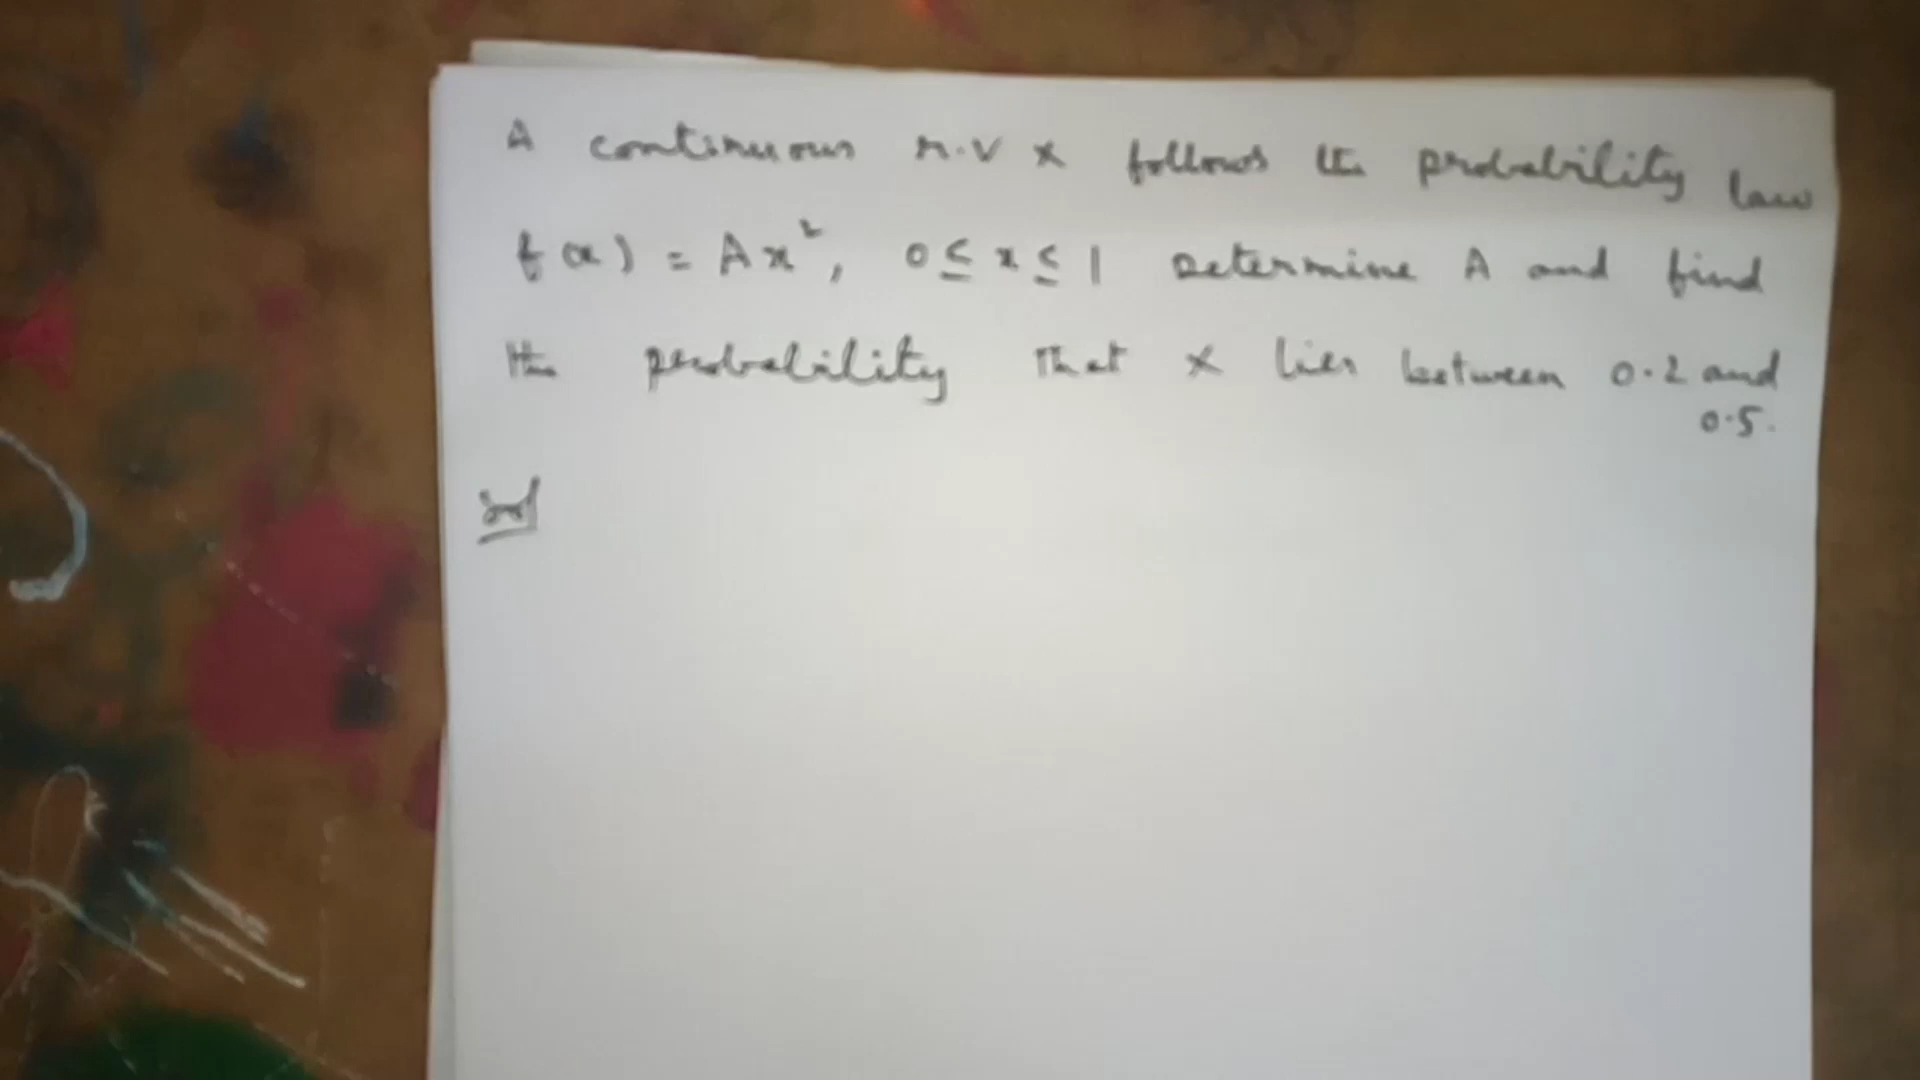 A continuous r.v X follows the probability law
f(x) = Ax², 0 ≤ x ≤ 1 Determine A and find
the probability that X lies between 0.2 and
0.5.
Sol